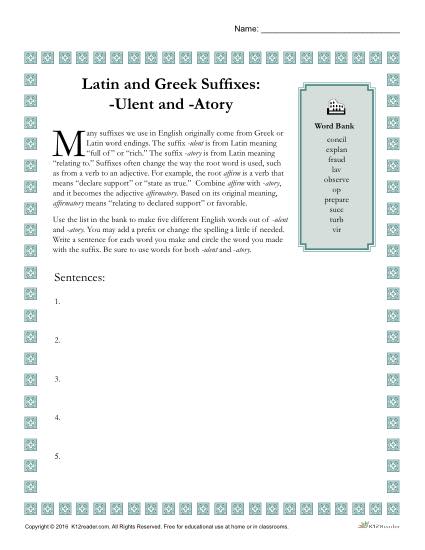 Name:
Latin and Greek Suffixes:
-Ulent and -Atory
Many suffixes we use in English originally come from Greek or
Latin word endings. The suffix -ulent is from Latin meaning
"full of" or "rich." The suffix -atory is from Latin meaning
"relating to." Suffixes often change the way the root word is used, such
as from a verb to an adjective. For example, the root affirm is a verb that
means "declare support" or "state as true." Combine affirm with -atory,
and it becomes the adjective affirmatory. Based on its original meaning,
affirmatory means "relating to declared support" or favorable.
Use the list in the bank to make five different English words out of -ulent
and -atory. You may add a prefix or change the spelling a little if needed.
Write a sentence for each word you make and circle the word you made
with the suffix. Be sure to use words for both -ulent and -atory.
Word Bank
concil
explan
fraud
lav
observe
op
prepare
succ
turb
vir
Sentences:
1.
2.
3.
4.
5.
Copyright © 2016 K12reader.com. All Rights Reserved. Free for educational use at home or in classrooms.
K12Reader